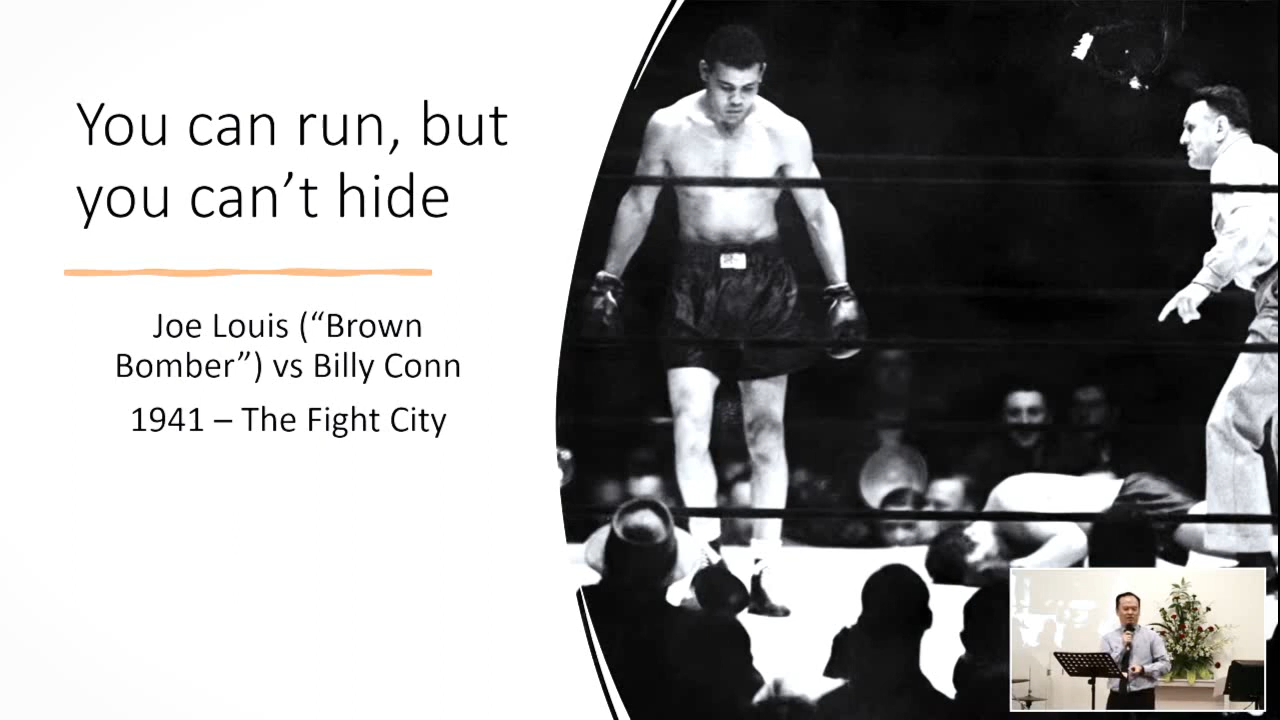 You can run, but
you can’t hide
Joe Louis (“Brown
Bomber”) vs Billy Conn
1941 – The Fight City